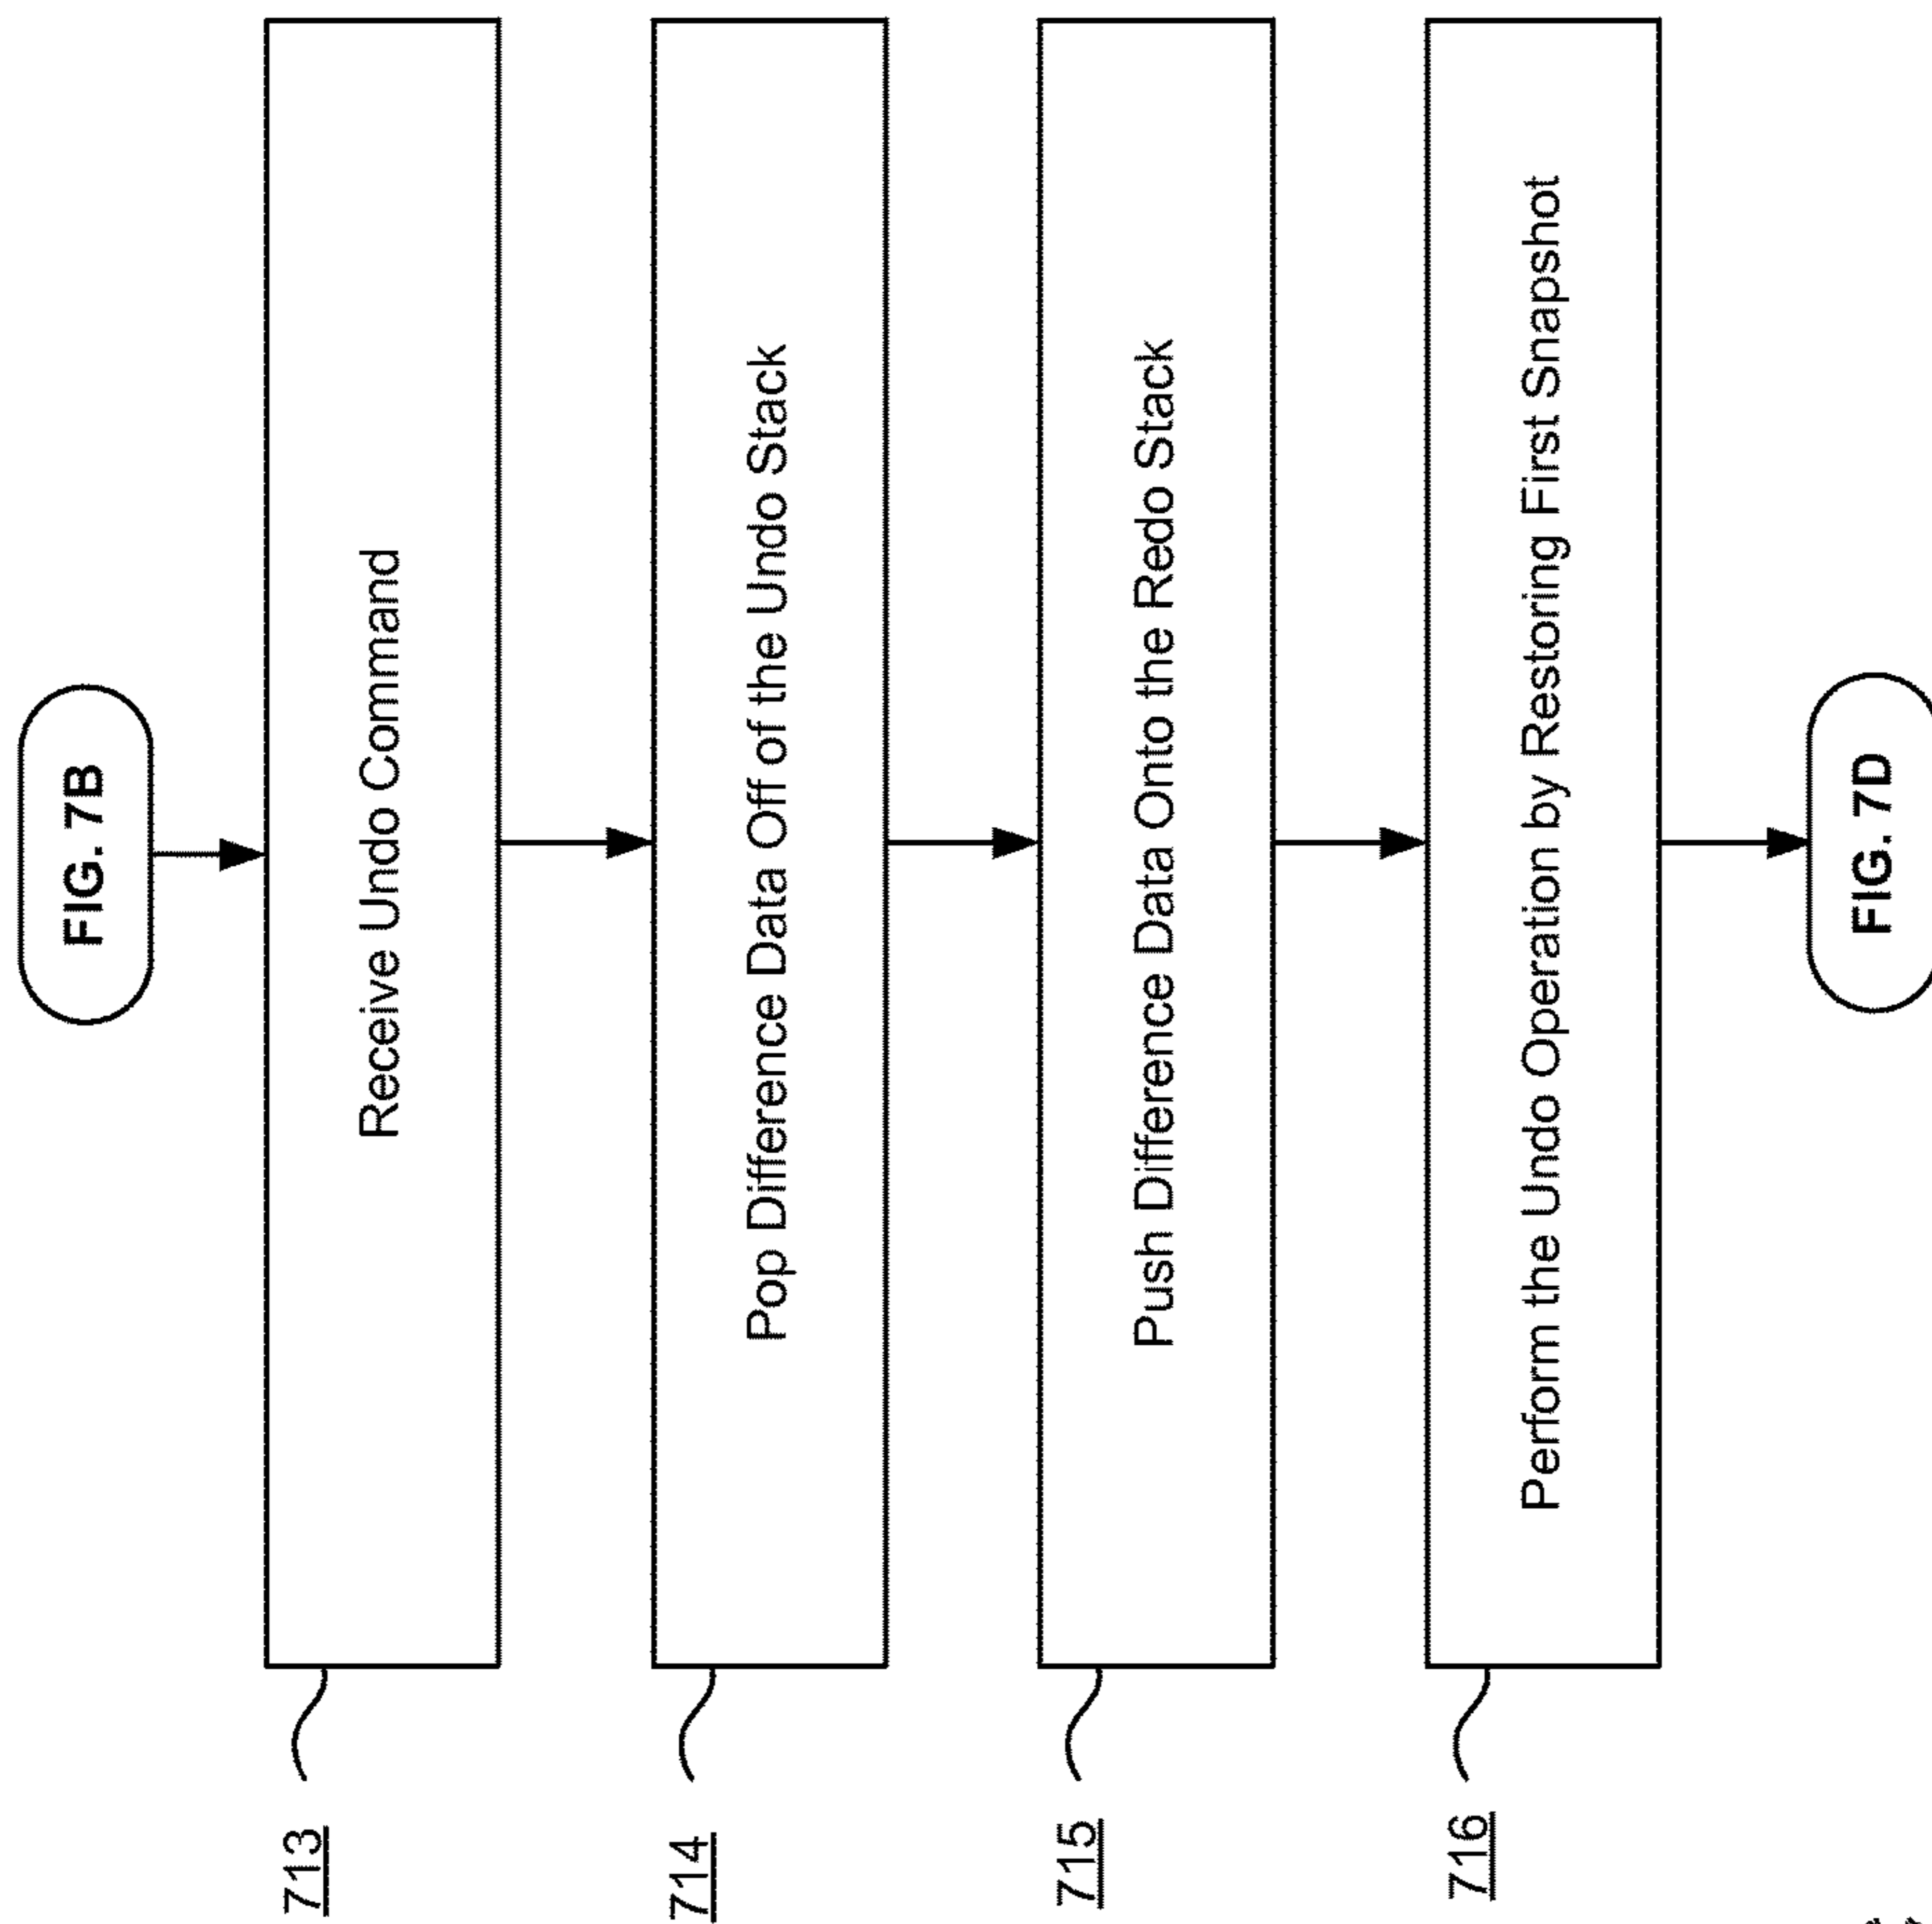 FIG. 7B
713
Receive Undo Command
714
Pop Difference Data Off of the Undo Stack
715
Push Difference Data Onto the Redo Stack
716
Perform the Undo Operation by Restoring First Snapshot
FIG. 7D